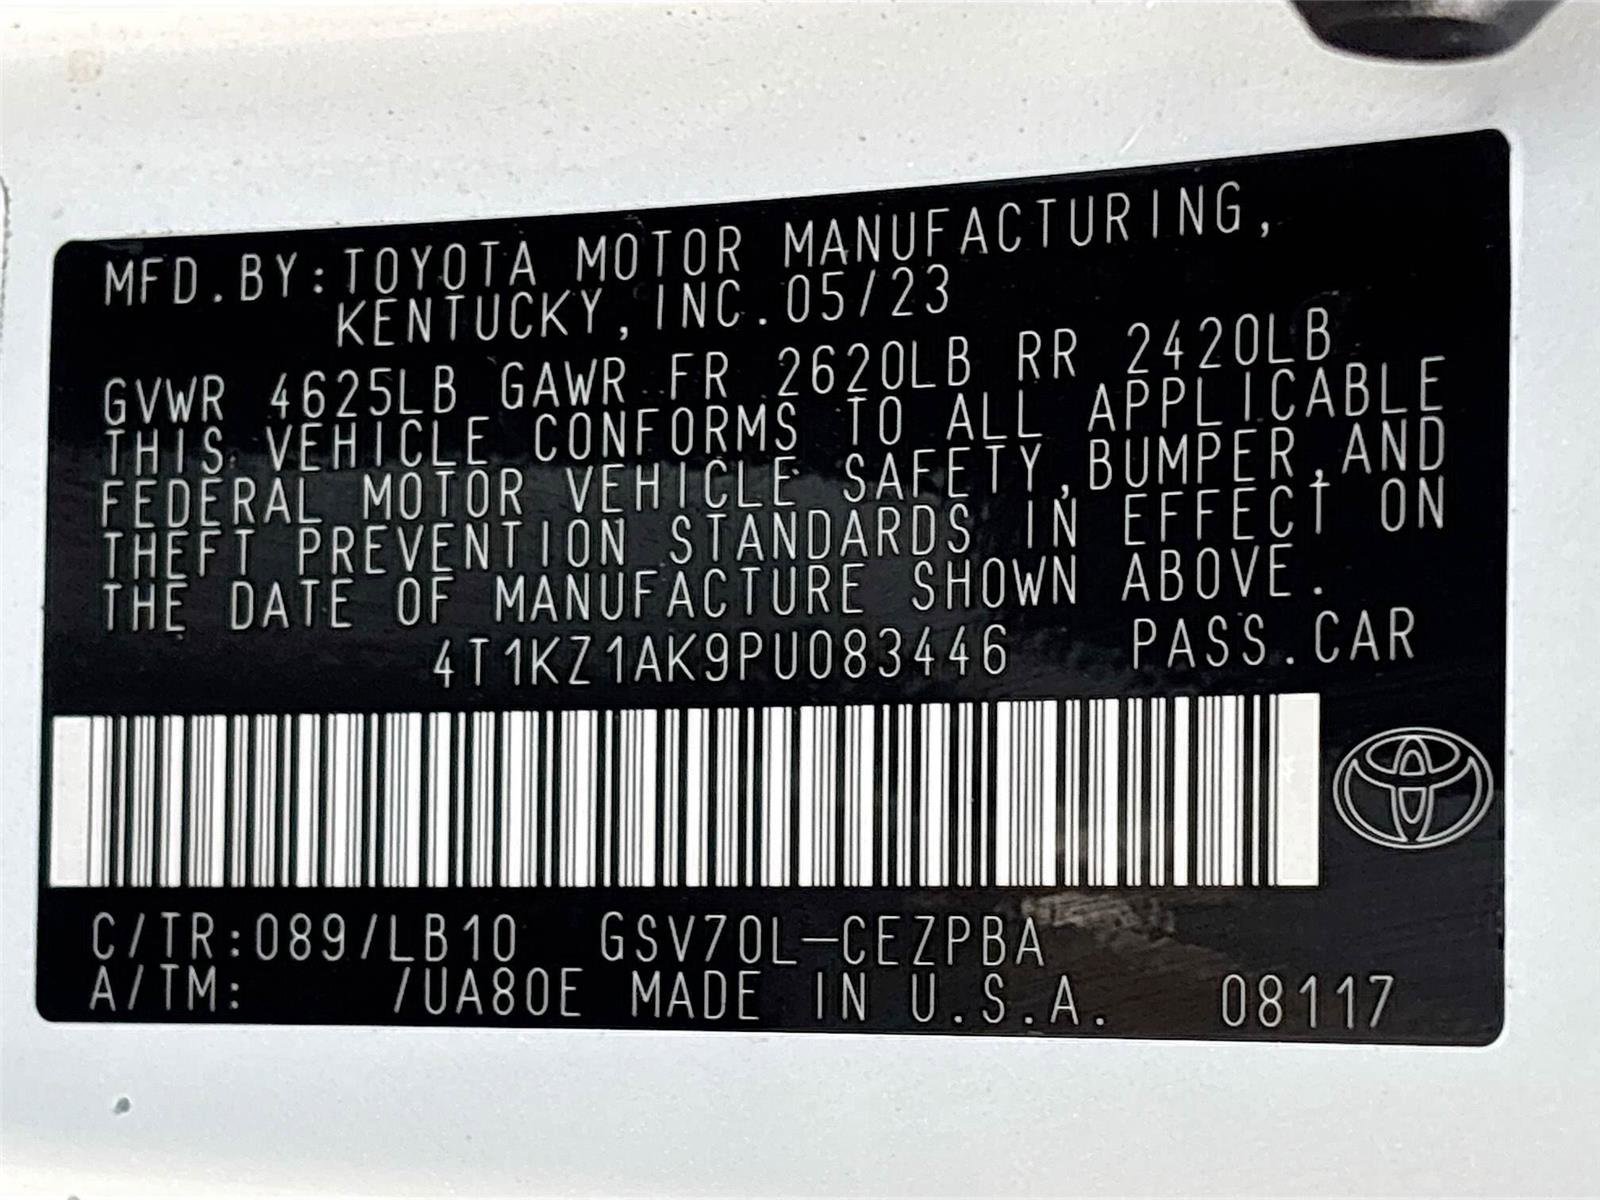 MFD.BY:TOYOTA MOTOR MANUFACTURING,
KENTUCKY, INC.05/23
GVWR 4625LB GAWR FR 2620LB RR 2420LB
THIS VEHICLE CONFORMS TO ALL APPLICABLE
FEDERAL MOTOR VEHICLE SAFETY,BUMPER,AND
THEFT PREVENTION STANDARDS IN EFFECT ON
THE DATE OF MANUFACTURE SHOWN ABOVE.
4T1KZ1AK9PU083446 PASS.CAR
C/TR:089/LB10 GSV70L-CEZPBA
A/TM: /UA80E MADE IN U.S.A. 08117